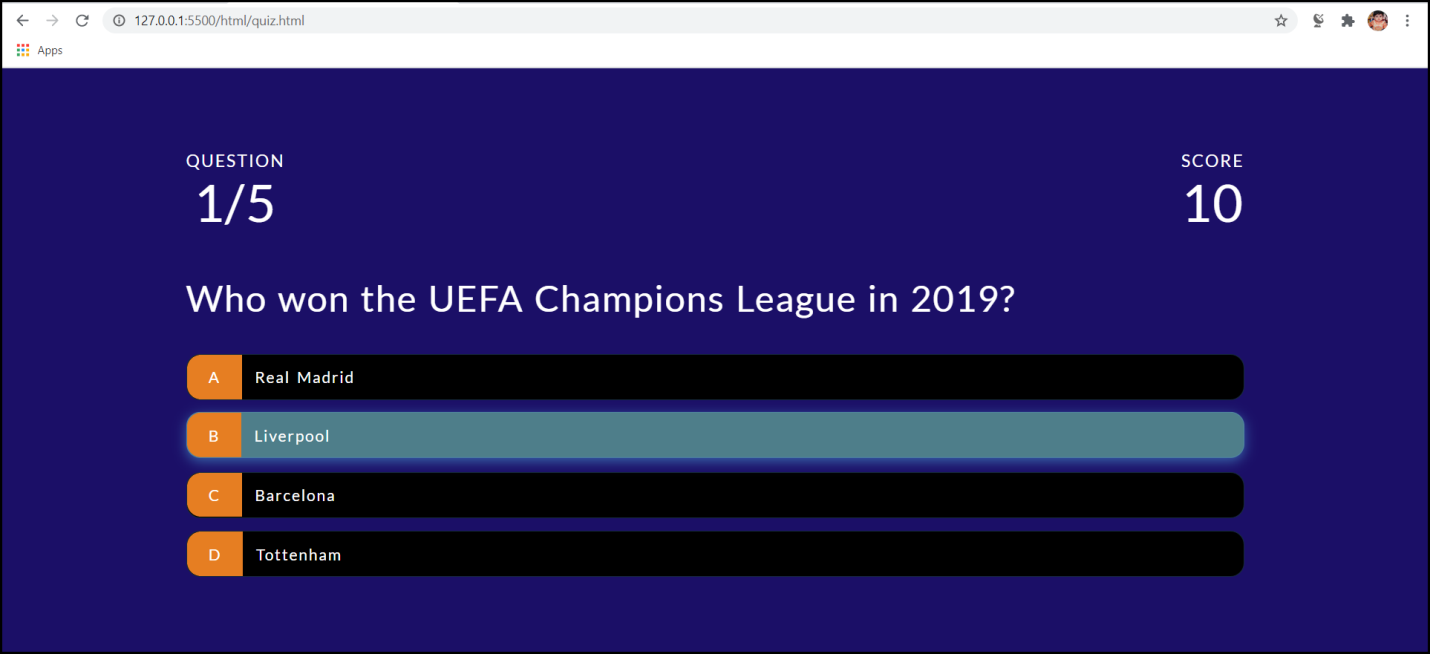 127.0.0.1:5500/html/quiz.html
Apps
QUESTION
1/5
SCORE
10
Who won the UEFA Champions League in 2019?
A Real Madrid
B Liverpool
C Barcelona
D Tottenham